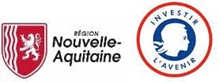 RÉGION
Nouvelle-
Aquitaine
INVESTIR
L'AVENIR